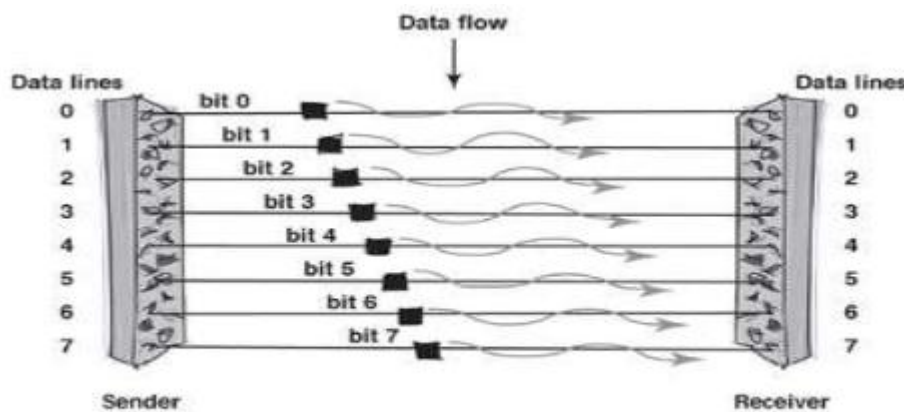 Data flow
Data lines Data lines
0 bit 0 0
1 bit 1 1
2 bit 2 2
3 bit 3 3
4 bit 4 4
5 bit 5 5
6 bit 6 6
7 bit 7 7
Sender Receiver